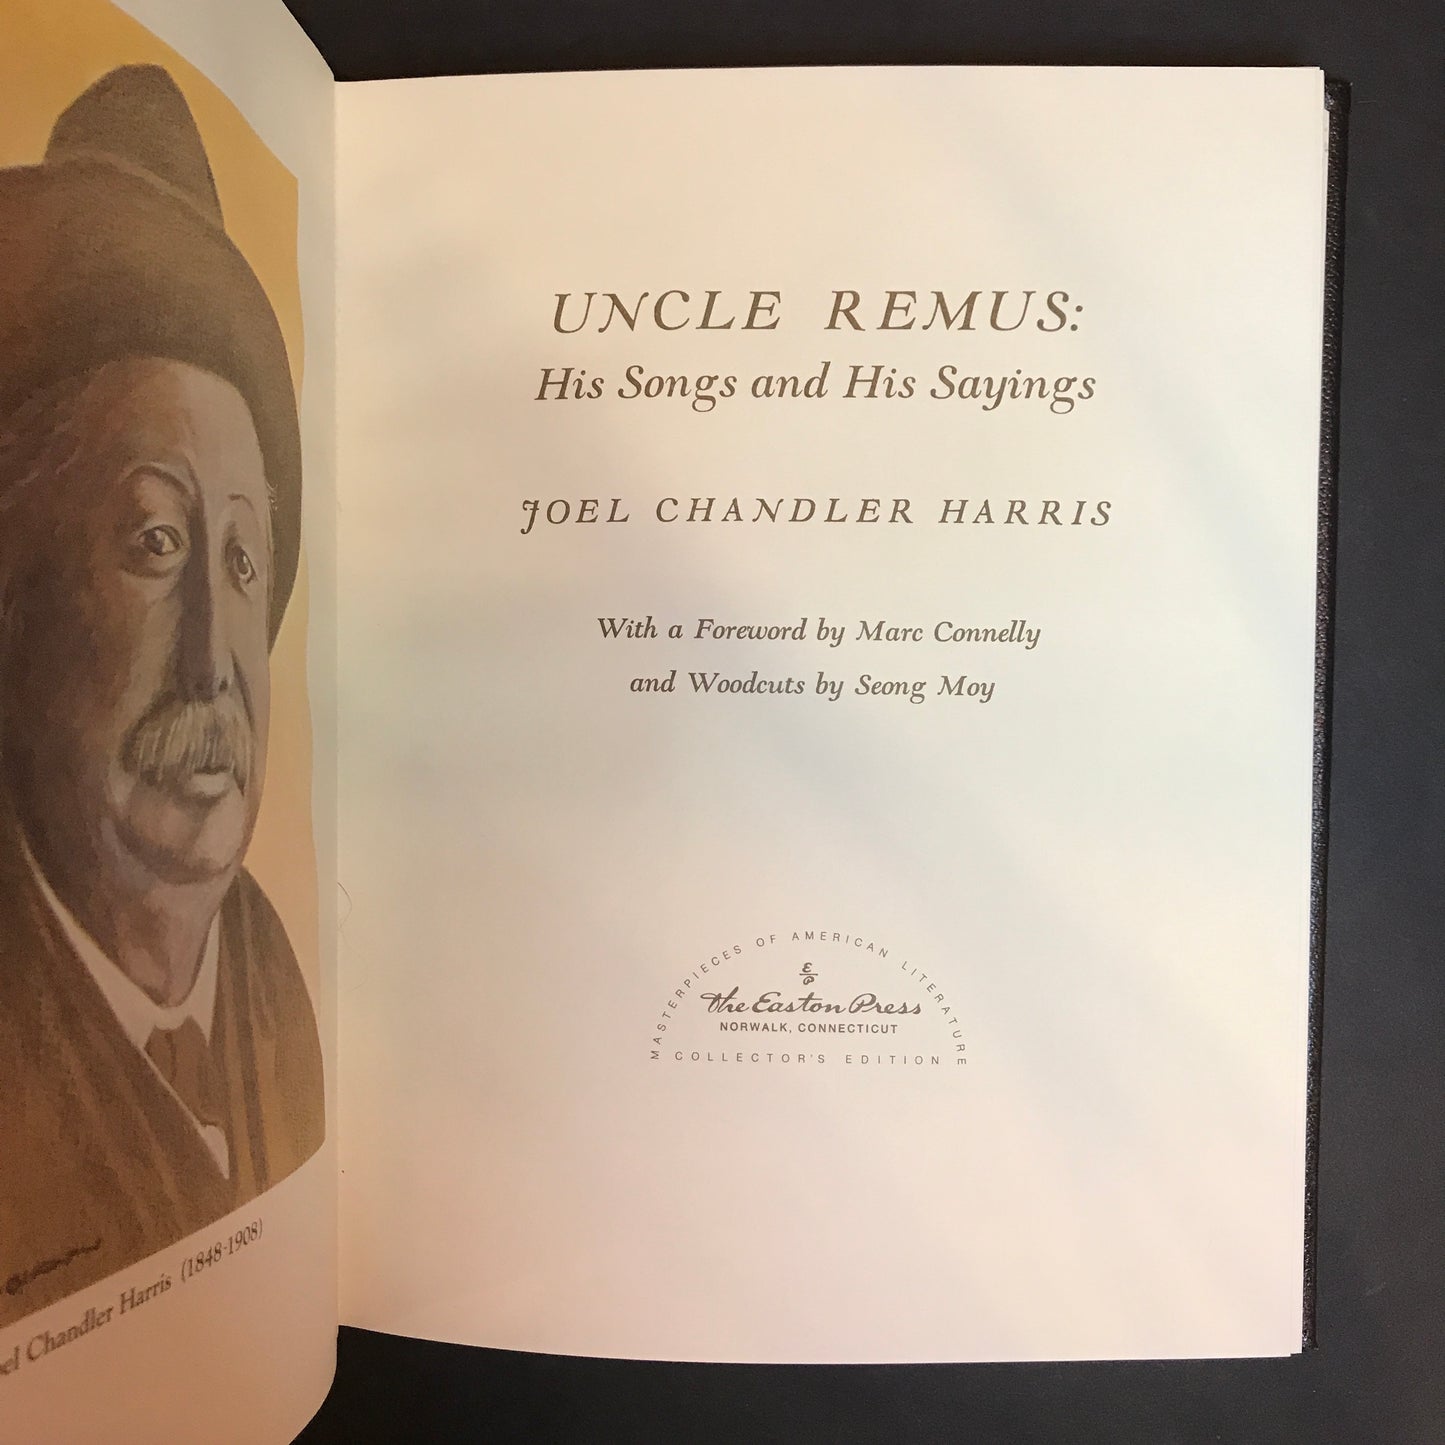 Chandler Harris (1848-1908)
UNCLE REMUS:
His Songs and His Sayings
JOEL CHANDLER HARRIS
With a Foreword by Marc Connelly
and Woodcuts by Seong Moy
MASTERPIECES OF AMERICAN LITERATURE
E
P
The Easton Press
NORWALK, CONNECTICUT
COLLECTOR'S EDITION